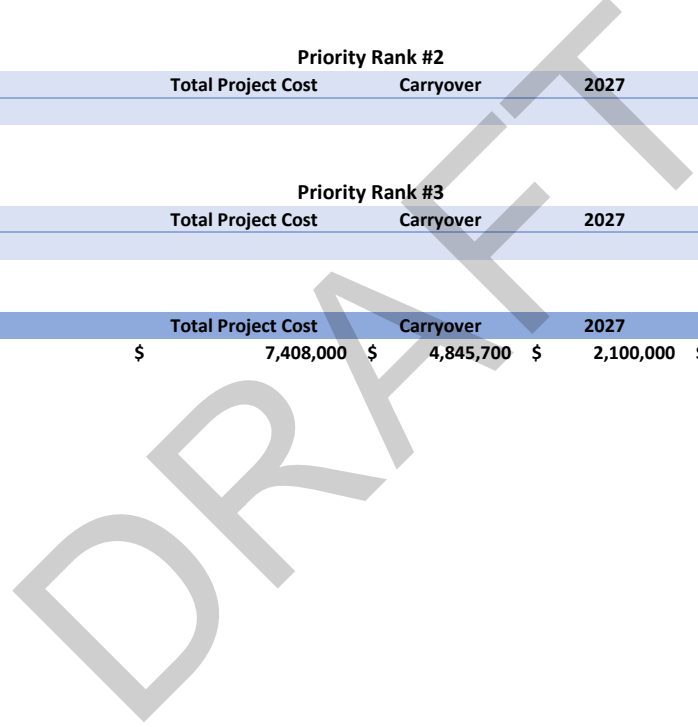 Priority Rank #2
Total Project Cost Carryover 2027
Priority Rank #3
Total Project Cost Carryover 2027
Total Project Cost Carryover 2027
$ 7,408,000 $ 4,845,700 $ 2,100,000 $
DRAFT